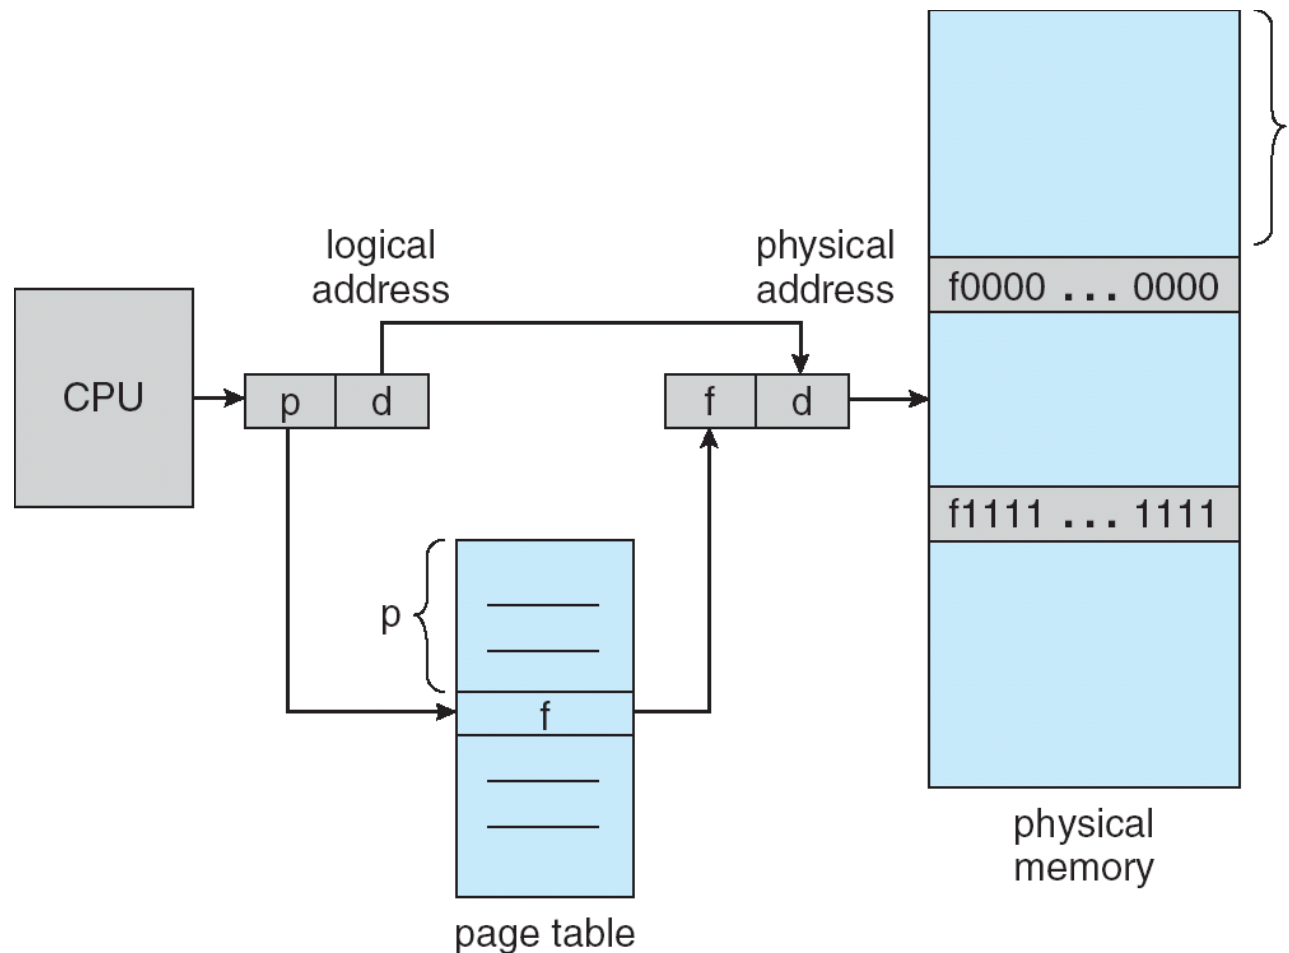 logical
address
physical
address
f0000 ... 0000
CPU
p
d
f
d
f1111 ... 1111
p
f
physical
memory
page table